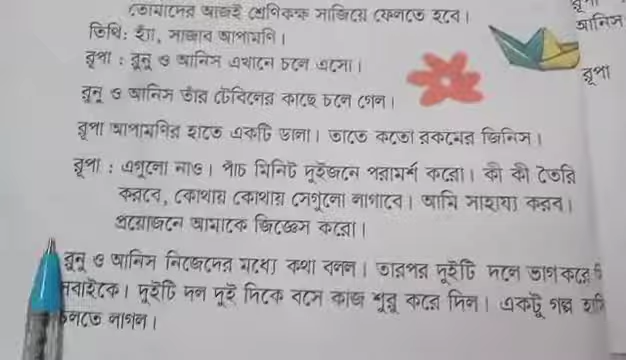 তোমাদের আজই শ্রেণিকক্ষ সাজিয়ে ফেলতে হবে।
তিথি: হ্যাঁ, সাজাব আপামণি।
রূপা : রুনু ও আনিস এখানে চলে এসো।
রুনু ও আনিস তাঁর টেবিলের কাছে চলে গেল।
রূপা আপামণির হাতে একটি ডালা। তাতে কতো রকমের জিনিস।
রূপা : এগুলো নাও। পাঁচ মিনিট দুইজনে পরামর্শ করো। কী কী তৈরি
করবে, কোথায় কোথায় সেগুলো লাগাবে। আমি সাহায্য করব।
প্রয়োজনে আমাকে জিজ্ঞেস করো।
রুনু ও আনিস নিজেদের মধ্যে কথা বলল। তারপর দুইটি দলে ভাগ করে
সবাইকে। দুইটি দল দুই দিকে বসে কাজ শুরু করে দিল। একটু গল্প
চলতে লাগল।
আনিস
রূপা